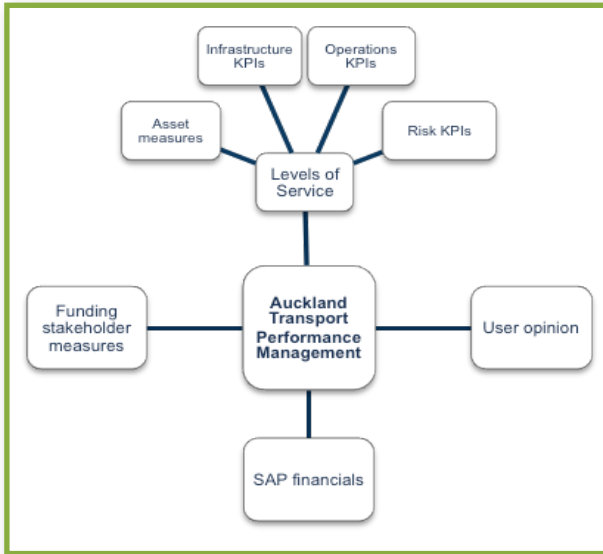 Infrastructure
KPIs
Operations
KPIs
Asset
measures
Risk KPIs
Levels of
Service
Funding
stakeholder
measures
Auckland
Transport
Performance
Management
User opinion
SAP financials